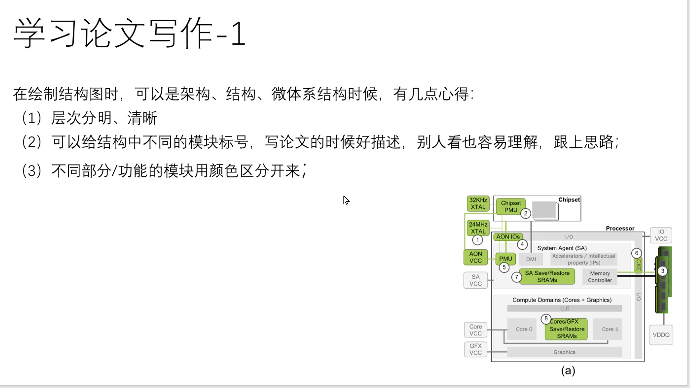 学习论文写作-1
在绘制结构图时，可以是架构、结构、微体系结构时候，有几点心得：
（1）层次分明、清晰
（2）可以给结构中不同的模块标号，写论文的时候好描述，别人看也容易理解，跟上思路；
（3）不同部分/功能的模块用颜色区分开来；
32KHz XTAL
Chipset PMU
2
Chipset
24MHz XTAL
1
AON IOs
4
Processor
I/O
IO VCC
System Agent (SA)
AON VCC
PMU
5
DMI
Accelerators / Intellectual property (IPs)
6
3
SA VCC
7
SA Save/Restore SRAMs
Memory Controller
Compute Domains (Cores + Graphics)
LLC
Core VCC
Core 0
8
Cores/GFX Save/Restore SRAMs
VDDQ
GFX VCC
Graphics
(a)